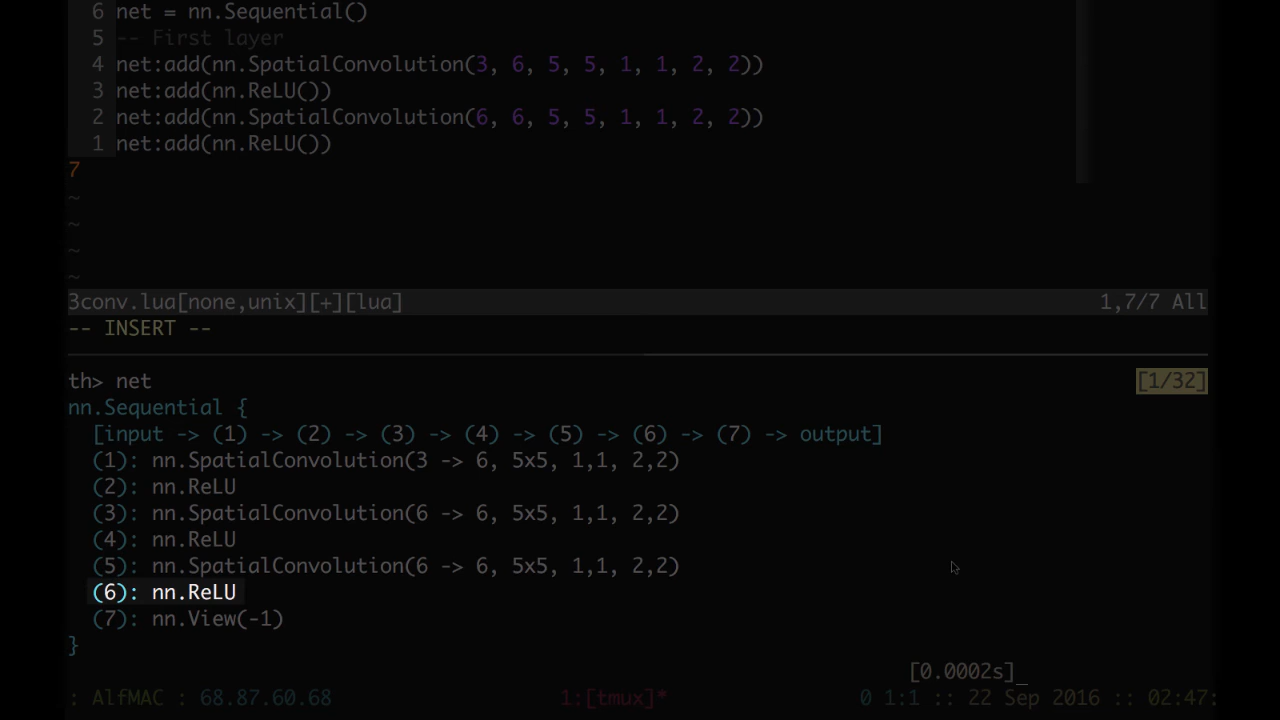 6 net = nn.Sequential()
5 -- First layer
4 net:add(nn.SpatialConvolution(3, 6, 5, 5, 1, 1, 2, 2))
3 net:add(nn.ReLU())
2 net:add(nn.SpatialConvolution(6, 6, 5, 5, 1, 1, 2, 2))
1 net:add(nn.ReLU())
7
~
~
~
~
3conv.lua[none,unix][+][lua] 1,7/7 All
-- INSERT --
th> net [1/32]
nn.Sequential {
[input -> (1) -> (2) -> (3) -> (4) -> (5) -> (6) -> (7) -> output]
(1): nn.SpatialConvolution(3 -> 6, 5x5, 1,1, 2,2)
(2): nn.ReLU
(3): nn.SpatialConvolution(6 -> 6, 5x5, 1,1, 2,2)
(4): nn.ReLU
(5): nn.SpatialConvolution(6 -> 6, 5x5, 1,1, 2,2)
(6): nn.ReLU
(7): nn.View(-1)
}
[0.0002s]_
: AlfMAC : 68.87.60.68 1:[tmux]* 0 1:1 :: 22 Sep 2016 :: 02:47: